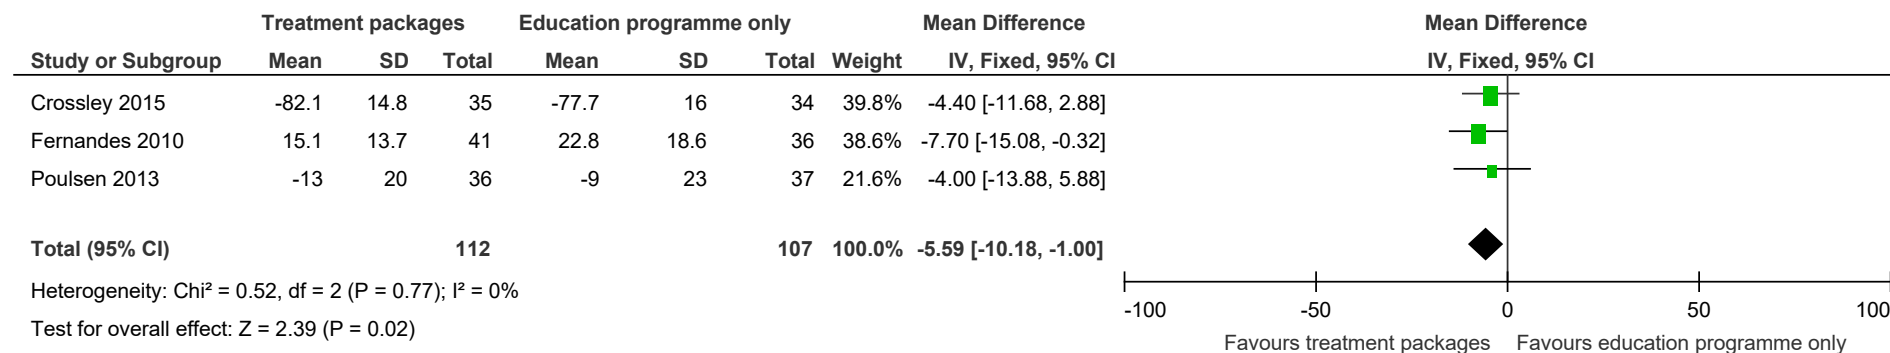 Treatment packages Education programme only Mean Difference Mean Difference
Study or Subgroup Mean SD Total Mean SD Total Weight IV, Fixed, 95% CI IV, Fixed, 95% CI
Crossley 2015 -82.1 14.8 35 -77.7 16 34 39.8% -4.40 [-11.68, 2.88]
Fernandes 2010 15.1 13.7 41 22.8 18.6 36 38.6% -7.70 [-15.08, -0.32]
Poulsen 2013 -13 20 36 -9 23 37 21.6% -4.00 [-13.88, 5.88]
Total (95% CI) 112 107 100.0% -5.59 [-10.18, -1.00]
Heterogeneity: Chi² = 0.52, df = 2 (P = 0.77); I² = 0%
Test for overall effect: Z = 2.39 (P = 0.02)
-100 -50 0 50 100
Favours treatment packages Favours education programme only